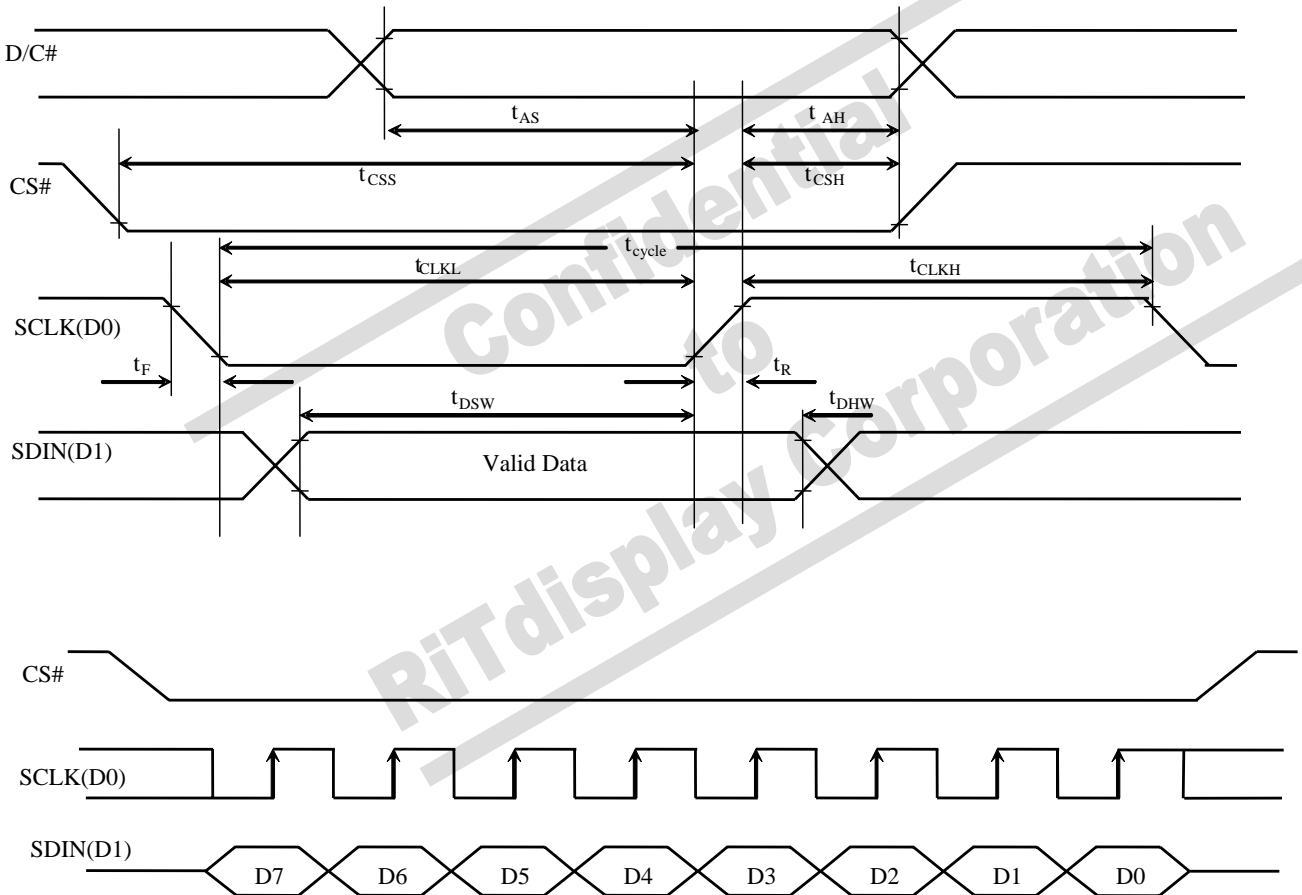 D/C#
tAS
tAH
CS#
tCSS
tCSH
tcycle
tCLKL
tCLKH
SCLK(D0)
tF
tR
tDSW
tDHW
SDIN(D1)
Valid Data
Confidential
to
RiTdisplay Corporation
CS#
SCLK(D0)
SDIN(D1)
D7 D6 D5 D4 D3 D2 D1 D0